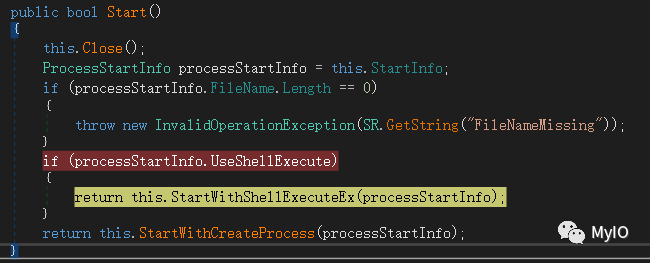 public bool Start()
{
this.Close();
ProcessStartInfo processStartInfo = this.StartInfo;
if (processStartInfo.FileName.Length == 0)
{
throw new InvalidOperationException(SR.GetString("FileNameMissing"));
}
if (processStartInfo.UseShellExecute)
{
return this.StartWithShellExecuteEx(processStartInfo);
}
return this.StartWithCreateProcess(processStartInfo);
}
MyIO